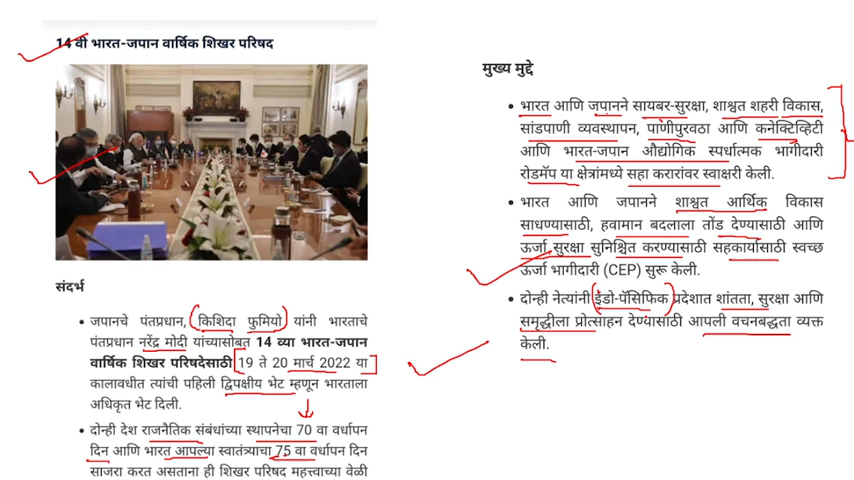 14 वी भारत-जपान वार्षिक शिखर परिषद
संदर्भ
• जपानचे पंतप्रधान, किशिदा फुमियो यांनी भारताचे
पंतप्रधान नरेंद्र मोदी यांच्यासोबत 14 व्या भारत-जपान
वार्षिक शिखर परिषदेसाठी 19 ते 20 मार्च 2022 या
कालावधीत त्यांची पहिली द्विपक्षीय भेट म्हणून भारताला
अधिकृत भेट दिली.
• दोन्ही देश राजनैतिक संबंधांच्या स्थापनेचा 70 वा वर्धापन
दिन आणि भारत आपल्या स्वातंत्र्याचा 75 वा वर्धापन दिन
साजरा करत असताना ही शिखर परिषद महत्त्वाच्या वेळी
मुख्य मुद्दे
• भारत आणि जपानने सायबर-सुरक्षा, शाश्वत शहरी विकास,
सांडपाणी व्यवस्थापन, पाणीपुरवठा आणि कनेक्टिव्हिटी
आणि भारत-जपान औद्योगिक स्पर्धात्मक भागीदारी
रोडमॅप या क्षेत्रांमध्ये सहा करारांवर स्वाक्षरी केली.
• भारत आणि जपानने शाश्वत आर्थिक विकास
साधण्यासाठी, हवामान बदलाला तोंड देण्यासाठी आणि
ऊर्जा सुरक्षा सुनिश्चित करण्यासाठी सहकार्यासाठी स्वच्छ
ऊर्जा भागीदारी (CEP) सुरू केली.
• दोन्ही नेत्यांनी इंडो-पॅसिफिक प्रदेशात शांतता, सुरक्षा आणि
समृद्धीला प्रोत्साहन देण्यासाठी आपली वचनबद्धता व्यक्त
केली.